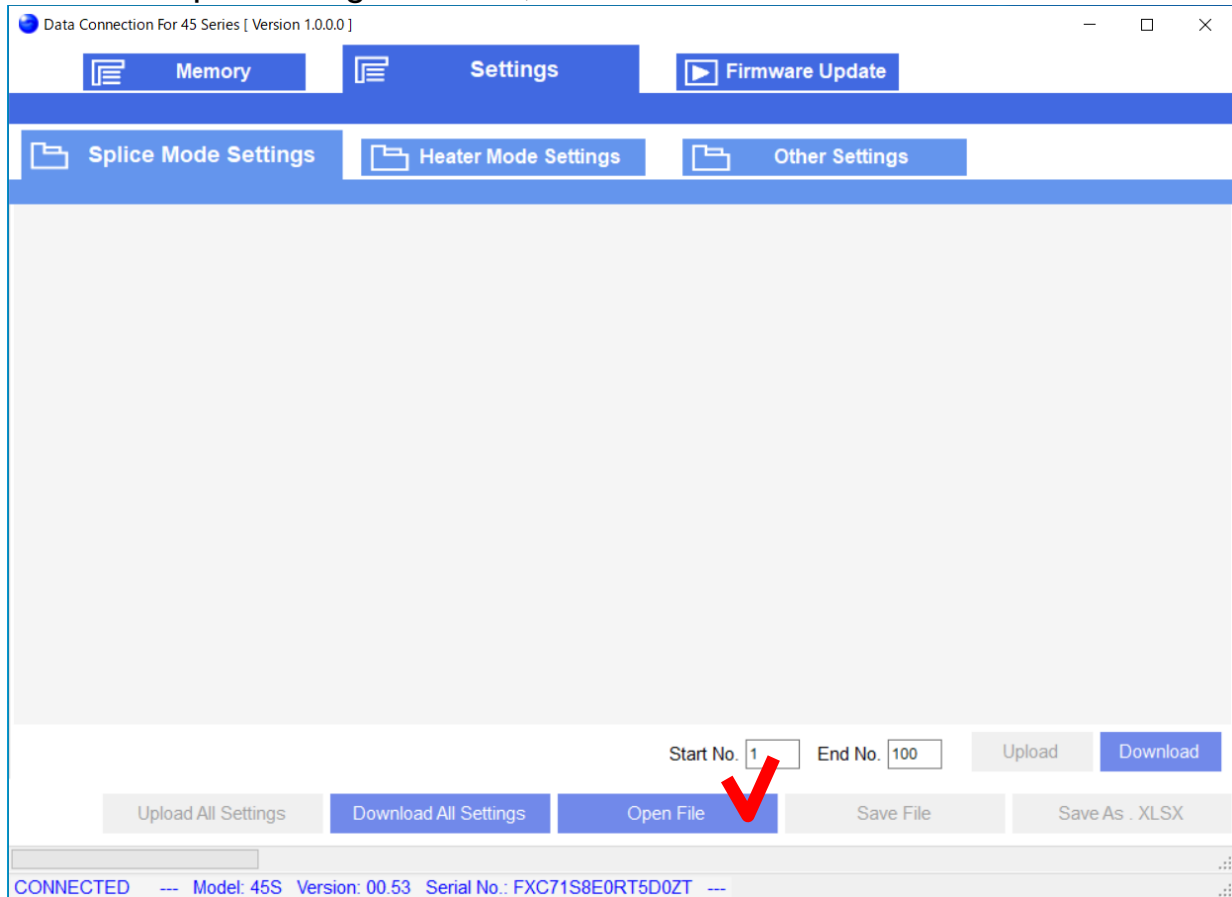 Data Connection For 45 Series [ Version 1.0.0.0 ]
Memory Settings Firmware Update
Splice Mode Settings Heater Mode Settings Other Settings
Start No. 1 End No. 100 Upload Download
Upload All Settings Download All Settings Open File Save File Save As . XLSX
CONNECTED --- Model: 45S Version: 00.53 Serial No.: FXC71S8E0RT5D0ZT ---